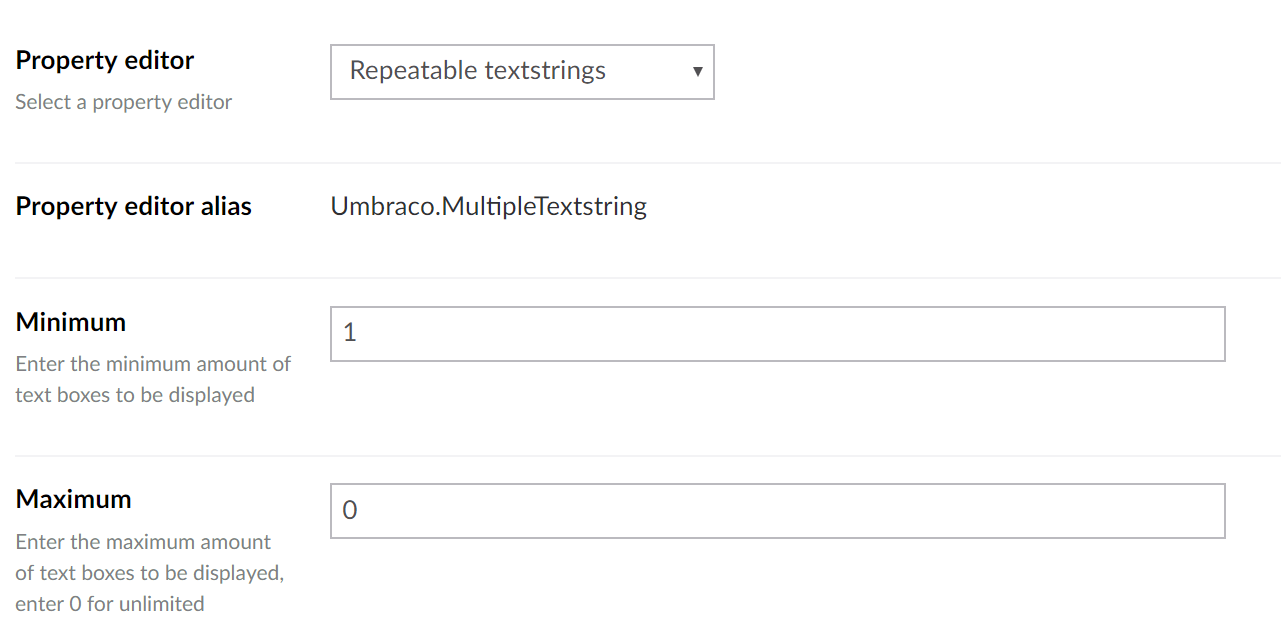 Property editor
Repeatable textstrings
Select a property editor
Property editor alias
Umbraco.MultipleTextstring
Minimum
1
Enter the minimum amount of
text boxes to be displayed
Maximum
0
Enter the maximum amount
of text boxes to be displayed,
enter 0 for unlimited